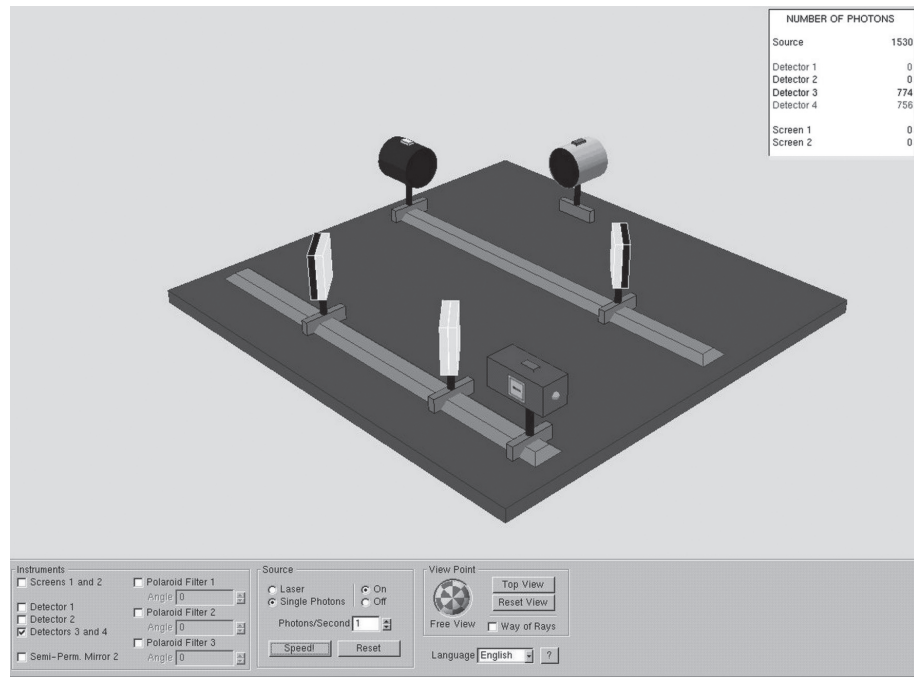 NUMBER OF PHOTONS
Source 1530
Detector 1 0
Detector 2 0
Detector 3 774
Detector 4 756
Screen 1 0
Screen 2 0
Instruments
Screens 1 and 2
Detector 1
Detector 2
Detectors 3 and 4
Semi-Perm. Mirror 2
Polaroid Filter 1
Angle 0
Polaroid Filter 2
Angle 0
Polaroid Filter 3
Angle 0
Source
Laser On
Single Photons Off
Photons/Second 1
Speed! Reset
View Point
Top View
Reset View
Free View Way of Rays
Language English ?